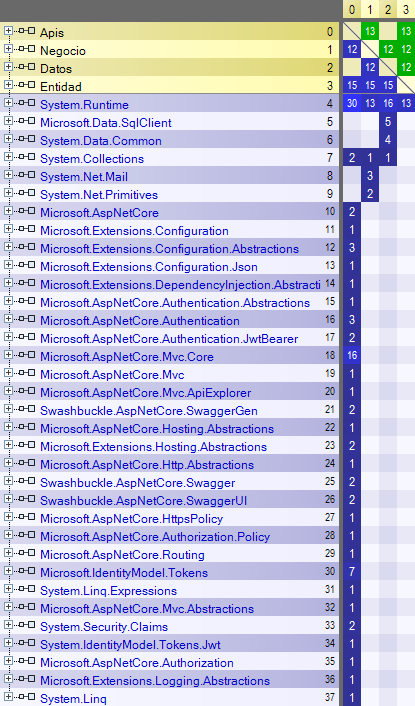 0 1 2 3
Apis 0 13 13
Negocio 1 12 12 12
Datos 2 12 12
Entidad 3 15 15 15
System.Runtime 4 30 13 16 13
Microsoft.Data.SqlClient 5 5
System.Data.Common 6 4
System.Collections 7 2 1 1
System.Net.Mail 8 3
System.Net.Primitives 9 2
Microsoft.AspNetCore 10 2
Microsoft.Extensions.Configuration 11 1
Microsoft.Extensions.Configuration.Abstractions 12 3
Microsoft.Extensions.Configuration.Json 13 1
Microsoft.Extensions.DependencyInjection.Abstracti 14 1
Microsoft.AspNetCore.Authentication.Abstractions 15 1
Microsoft.AspNetCore.Authentication 16 3
Microsoft.AspNetCore.Authentication.JwtBearer 17 2
Microsoft.AspNetCore.Mvc.Core 18 16
Microsoft.AspNetCore.Mvc 19 1
Microsoft.AspNetCore.Mvc.ApiExplorer 20 1
Swashbuckle.AspNetCore.SwaggerGen 21 2
Microsoft.AspNetCore.Hosting.Abstractions 22 1
Microsoft.Extensions.Hosting.Abstractions 23 2
Microsoft.AspNetCore.Http.Abstractions 24 1
Swashbuckle.AspNetCore.Swagger 25 2
Swashbuckle.AspNetCore.SwaggerUI 26 2
Microsoft.AspNetCore.HttpsPolicy 27 1
Microsoft.AspNetCore.Authorization.Policy 28 1
Microsoft.AspNetCore.Routing 29 1
Microsoft.IdentityModel.Tokens 30 7
System.Linq.Expressions 31 1
Microsoft.AspNetCore.Mvc.Abstractions 32 1
System.Security.Claims 33 2
System.IdentityModel.Tokens.Jwt 34 1
Microsoft.AspNetCore.Authorization 35 1
Microsoft.Extensions.Logging.Abstractions 36 1
System.Linq 37 1